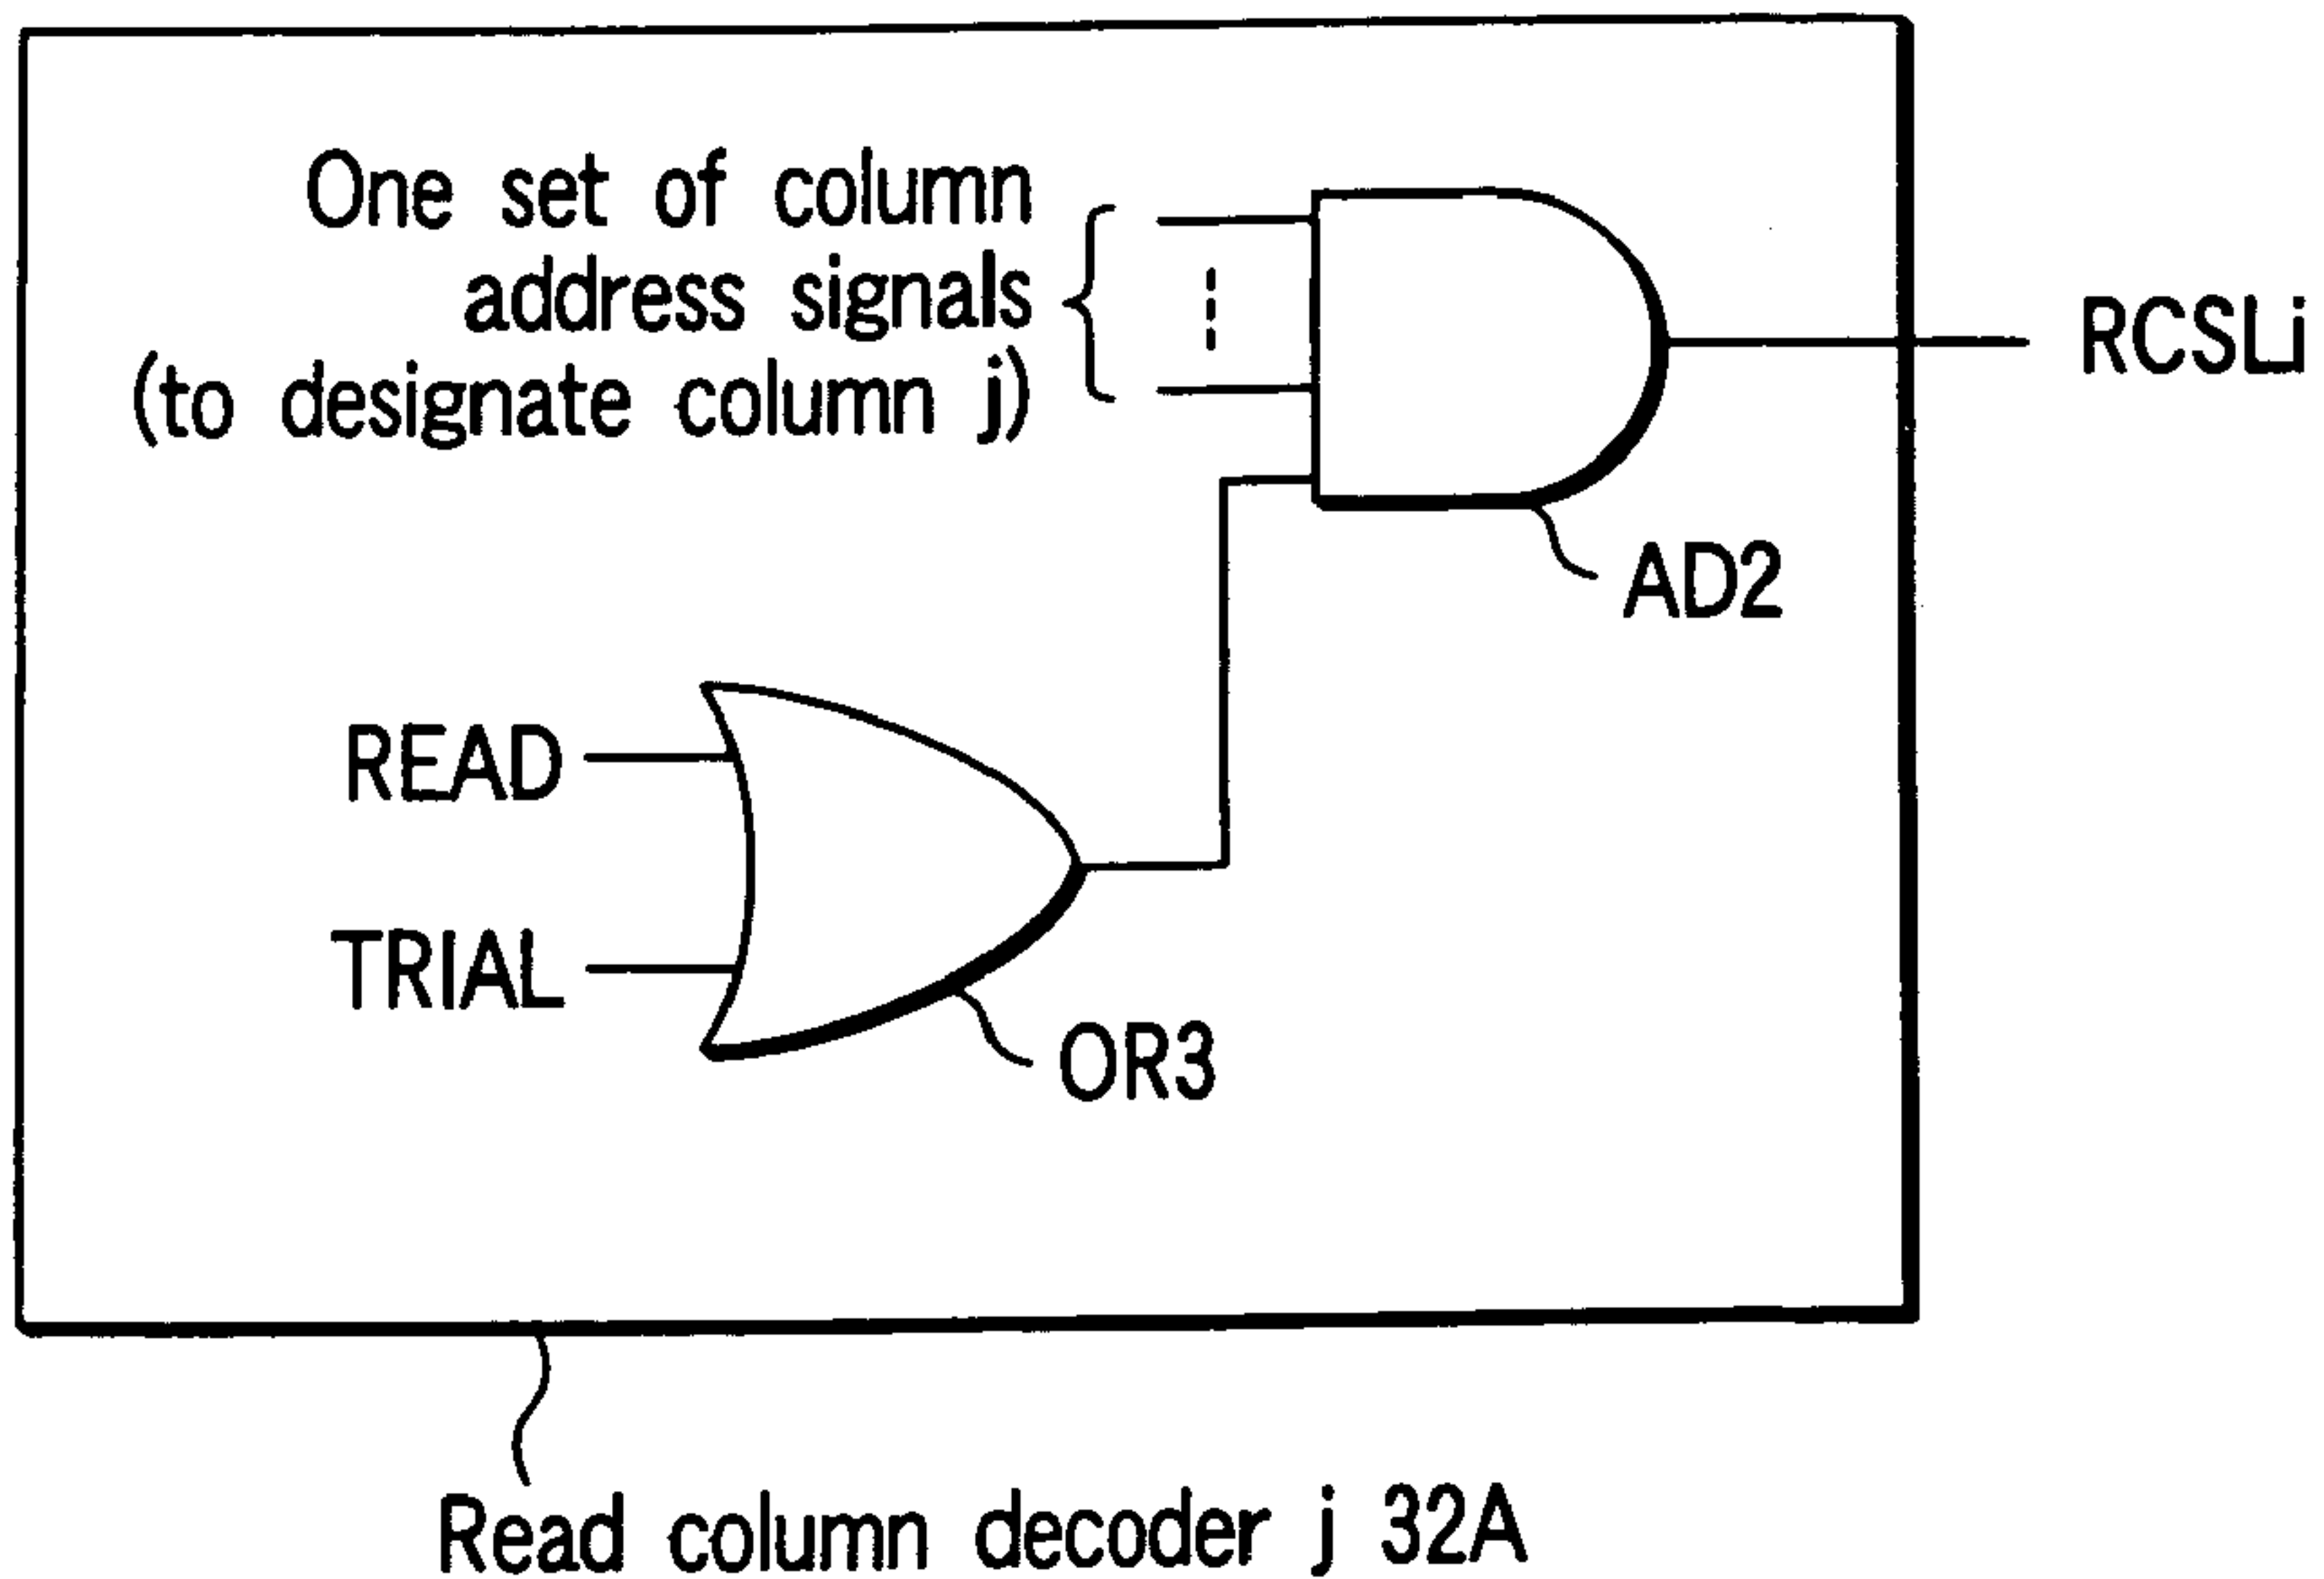 One set of column
address signals
(to designate column j)
RCSLi
AD2
READ
TRIAL
OR3
Read column decoder j 32A